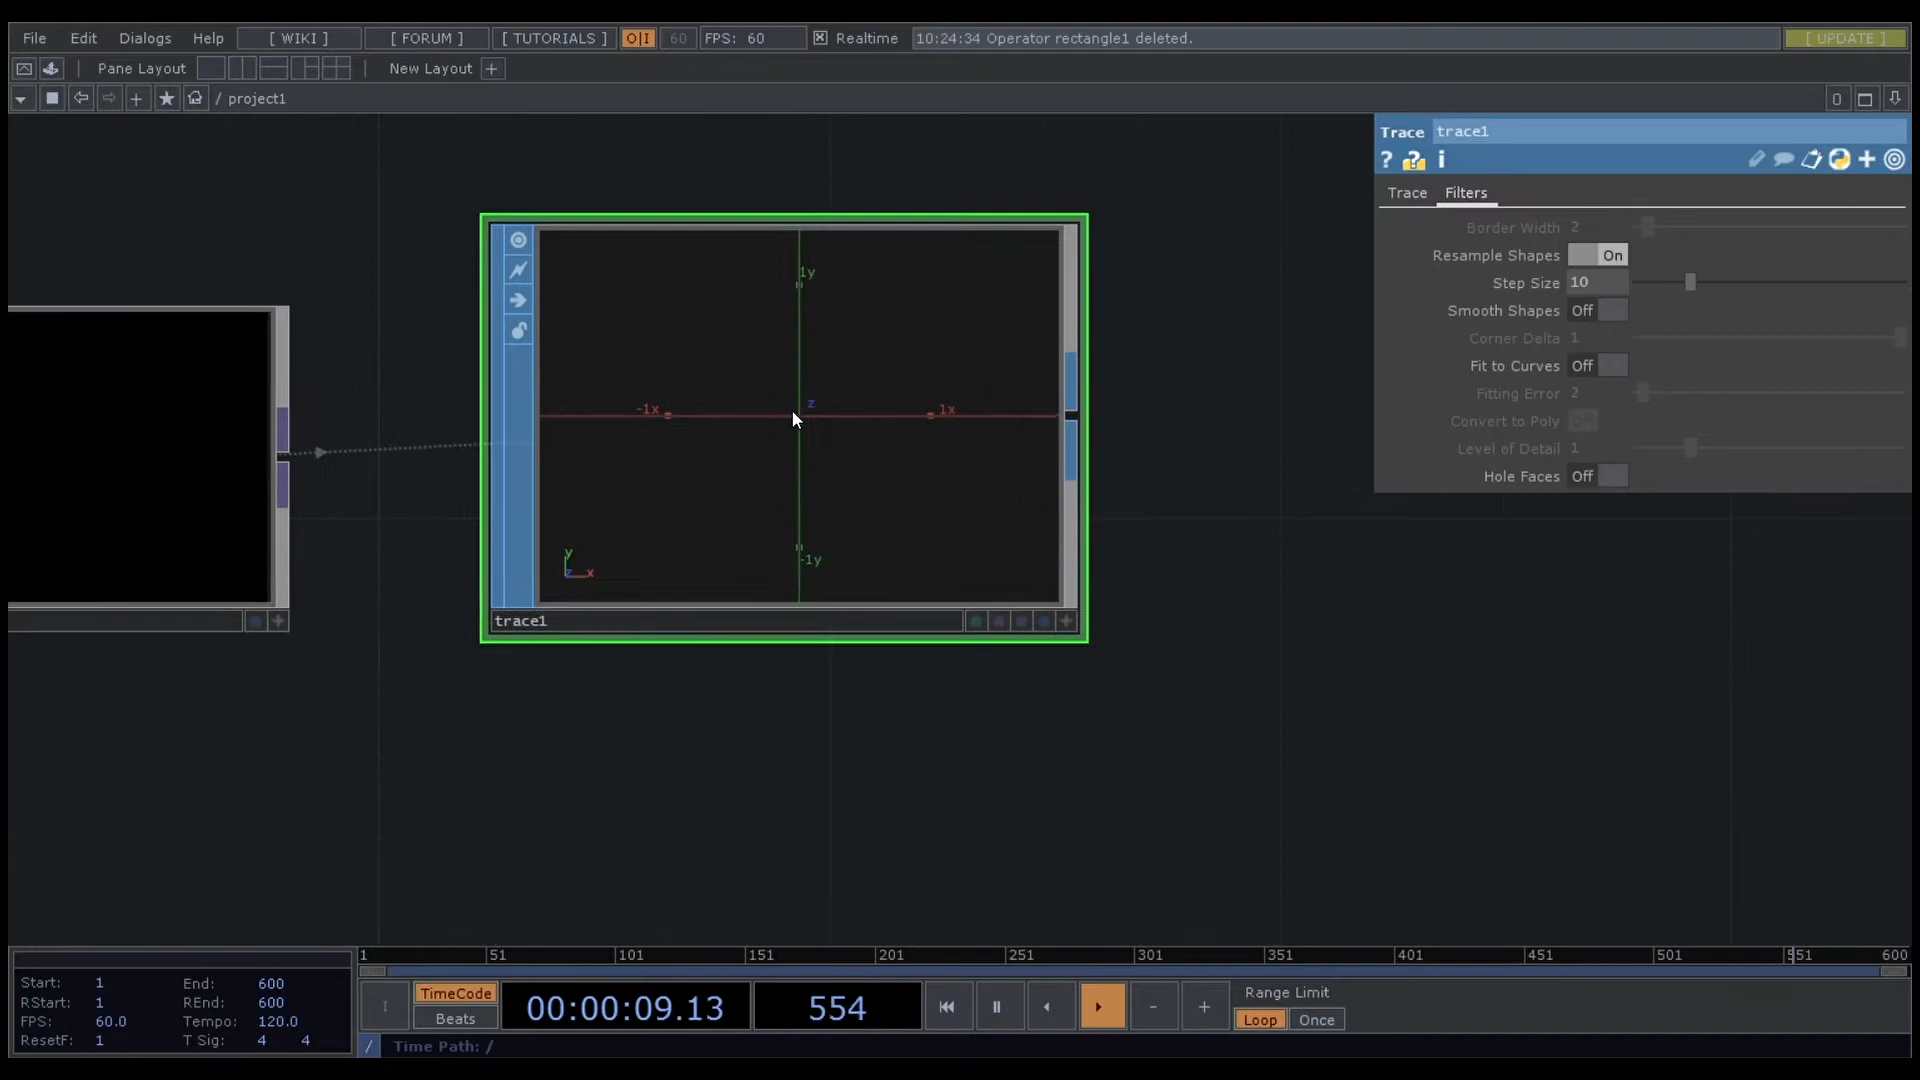 File Edit Dialogs Help [ WIKI ] [ FORUM ] [ TUTORIALS ] O|I 60 FPS: 60 Realtime 10:24:34 Operator rectangle1 deleted. [ UPDATE ]
Pane Layout New Layout +
/ project1 0
Trace trace1
? ? i
Trace Filters
Border Width 2
Resample Shapes On
Step Size 10
Smooth Shapes Off
Corner Delta 1
Fit to Curves Off
Fitting Error 2
Convert to Poly
Level of Detail 1
Hole Faces Off
1y
-1x z 1x
-1y
y
z x
trace1
1 51 101 151 201 251 301 351 401 451 501 551 600
Start: 1 End: 600
RStart: 1 REnd: 600
FPS: 60.0 Tempo: 120.0
ResetF: 1 T Sig: 4 4
TimeCode
Beats
00:00:09.13 554
Range Limit
Loop Once
/ Time Path: /